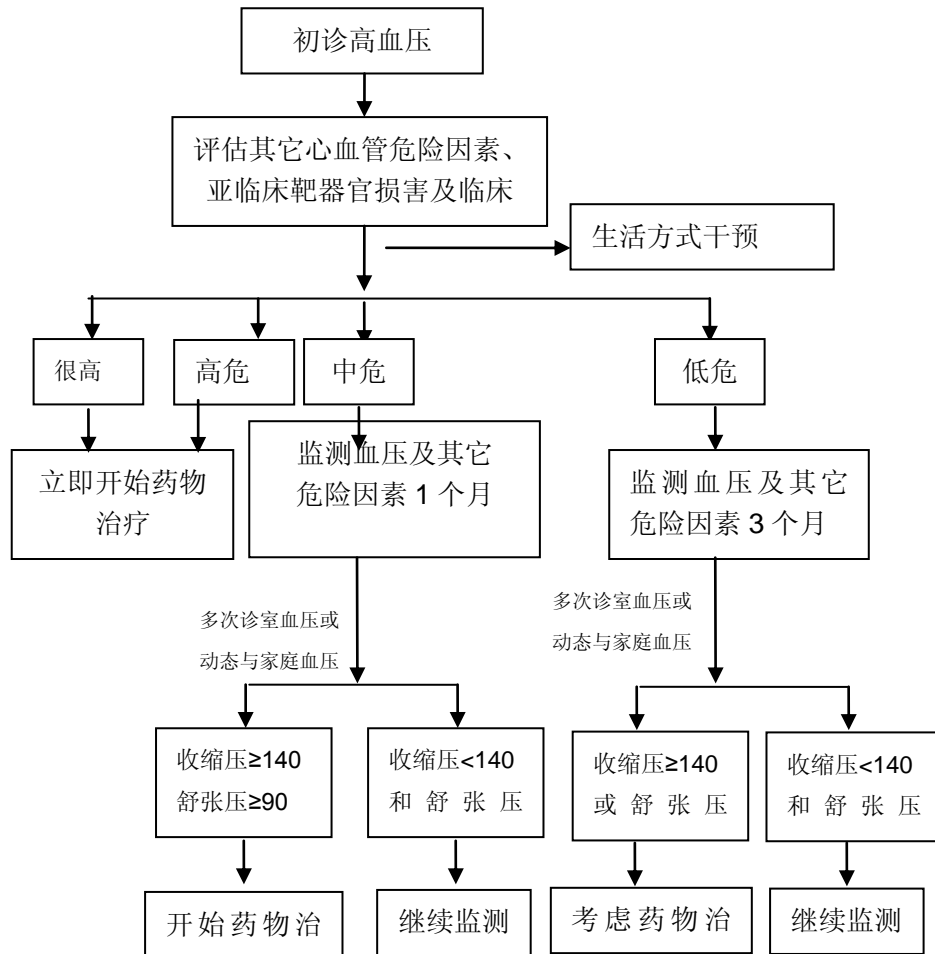 初诊高血压
评估其它心血管危险因素、
亚临床靶器官损害及临床
生活方式干预
很高
高危
中危
低危
立即开始药物
治疗
监测血压及其它
危险因素 1 个月
监测血压及其它
危险因素 3 个月
多次诊室血压或
动态与家庭血压
多次诊室血压或
动态与家庭血压
收缩压≥140
舒张压≥90
收缩压<140
和舒张压
收缩压≥140
或舒张压
收缩压<140
和舒张压
开始药物治
继续监测
考虑药物治
继续监测